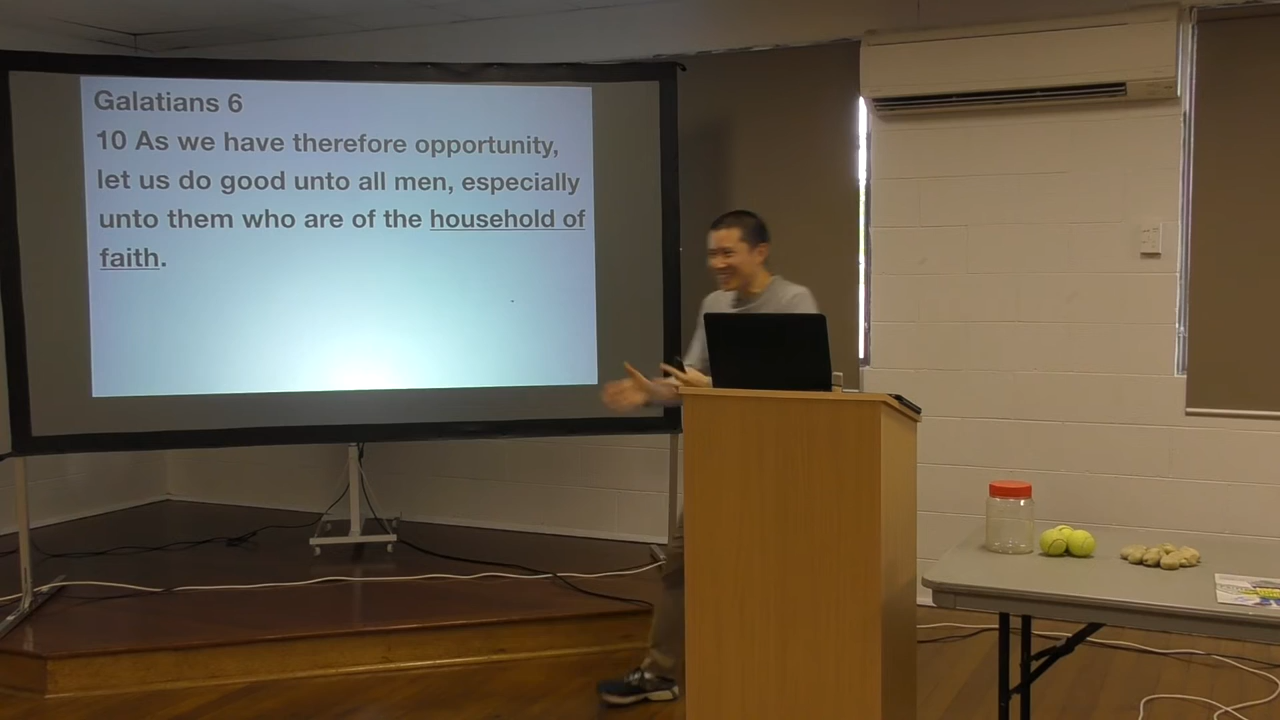 Galatians 6
10 As we have therefore opportunity,
let us do good unto all men, especially
unto them who are of the household of
faith.